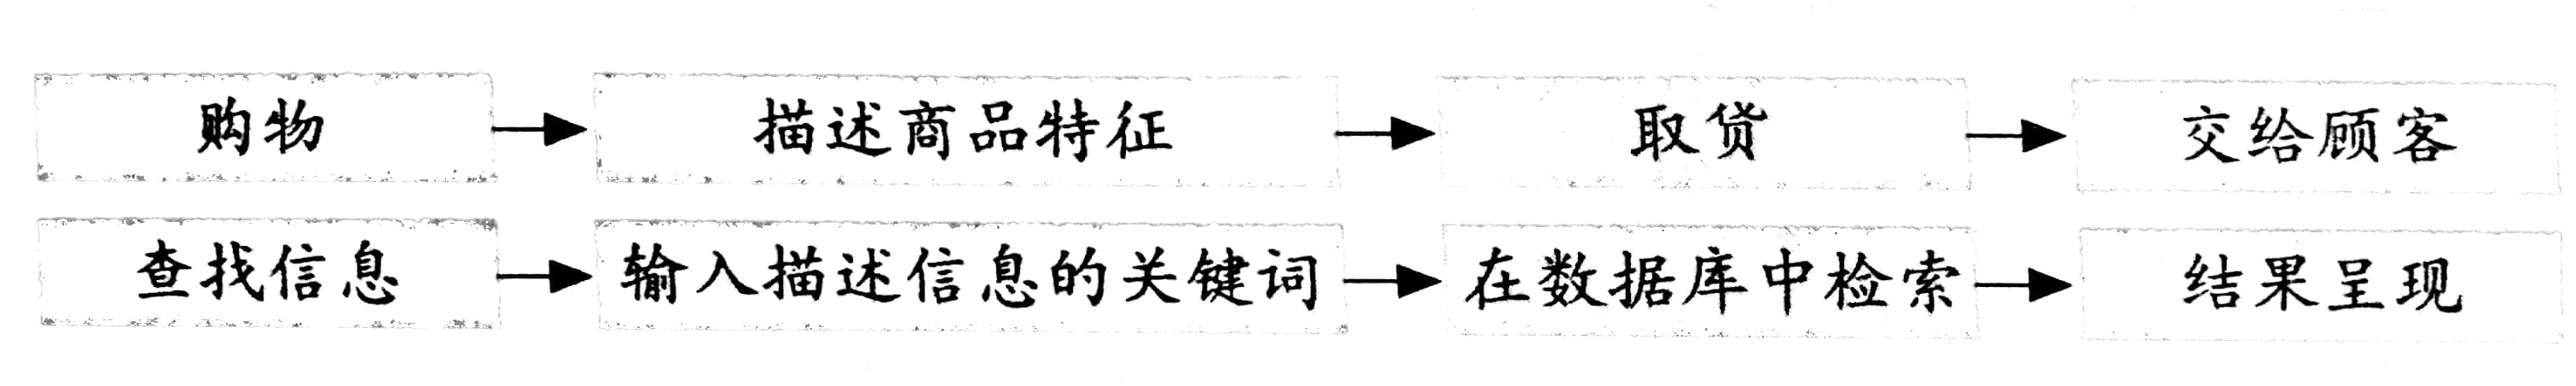 购物 描述商品特征 取货 交给顾客
查找信息 输入描述信息的关键词 在数据库中检索 结果呈现